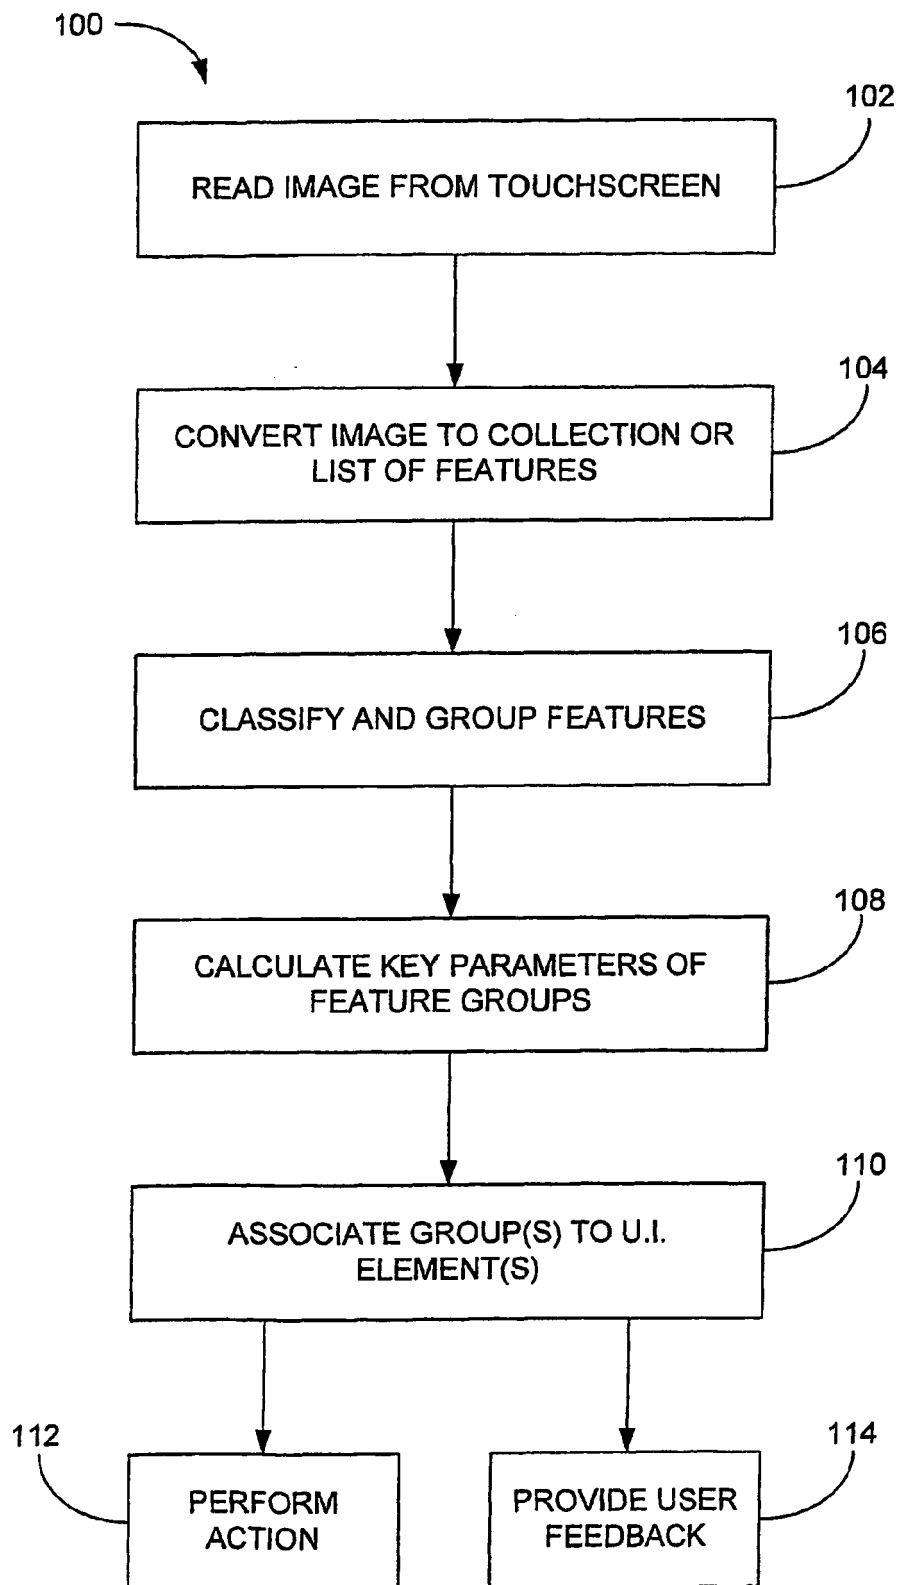 100
102
READ IMAGE FROM TOUCHSCREEN
104
CONVERT IMAGE TO COLLECTION OR
LIST OF FEATURES
106
CLASSIFY AND GROUP FEATURES
108
CALCULATE KEY PARAMETERS OF
FEATURE GROUPS
110
ASSOCIATE GROUP(S) TO U.I.
ELEMENT(S)
112
PERFORM
ACTION
114
PROVIDE USER
FEEDBACK